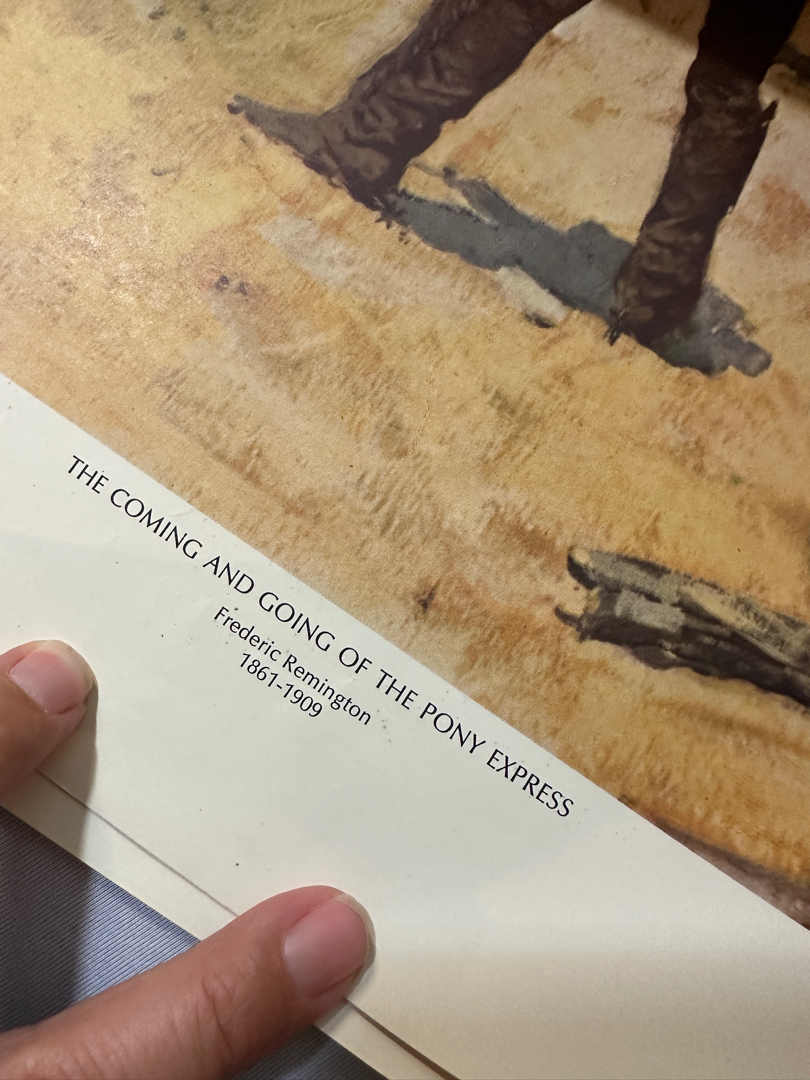 THE COMING AND GOING OF THE PONY EXPRESS
Frederic Remington
1861-1909